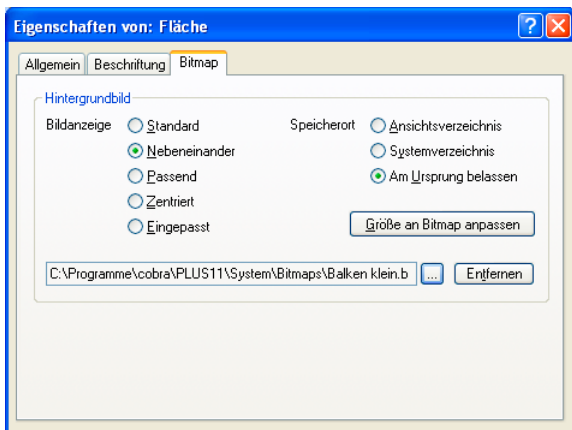 Eigenschaften von: Fläche
Allgemein Beschriftung Bitmap
Hintergrundbild
Bildanzeige Standard Speicherort Ansichtsverzeichnis
Nebeneinander Systemverzeichnis
Passend Am Ursprung belassen
Zentriert
Eingepasst Größe an Bitmap anpassen
C:\Programme\cobra\PLUS11\System\Bitmaps\Balken klein.b ... Entfernen